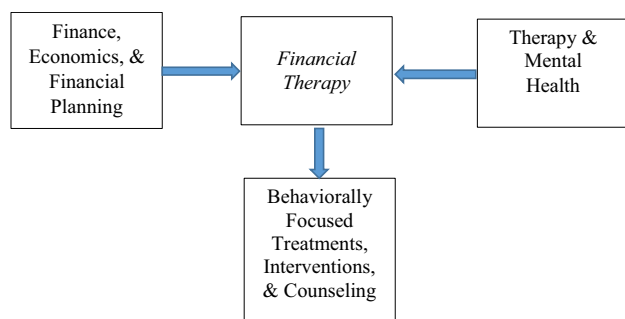 Finance,
Economics, &
Financial
Planning
Financial
Therapy
Therapy &
Mental
Health
Behaviorally
Focused
Treatments,
Interventions,
& Counseling